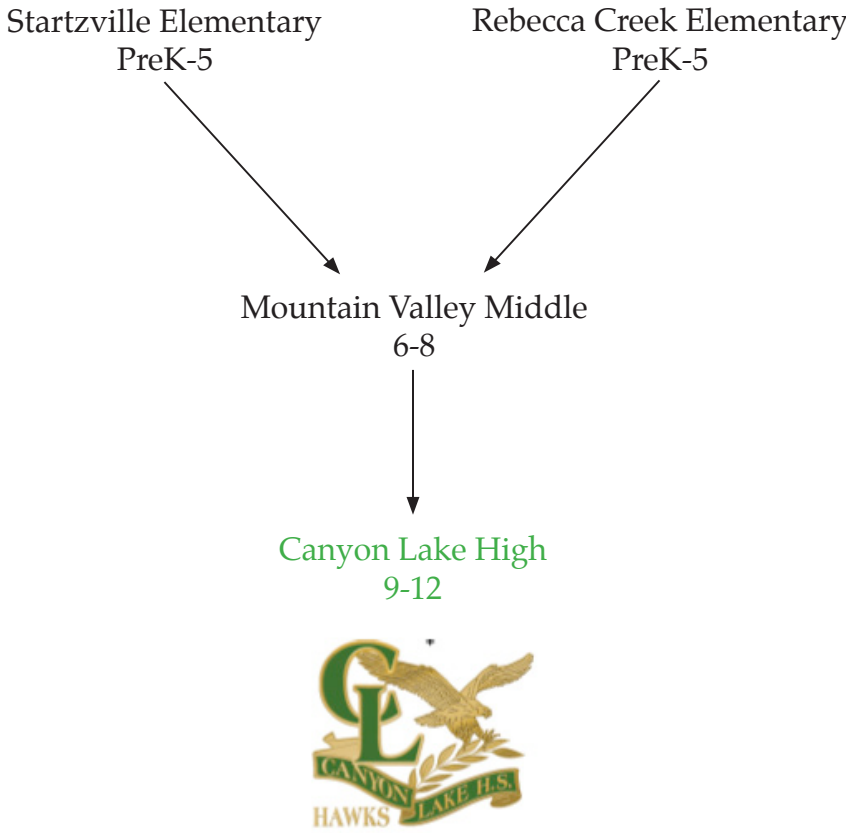 Startzville Elementary
PreK-5
Rebecca Creek Elementary
PreK-5
Mountain Valley Middle
6-8
Canyon Lake High
9-12
CL
CANYON
LAKE H.S.
HAWKS